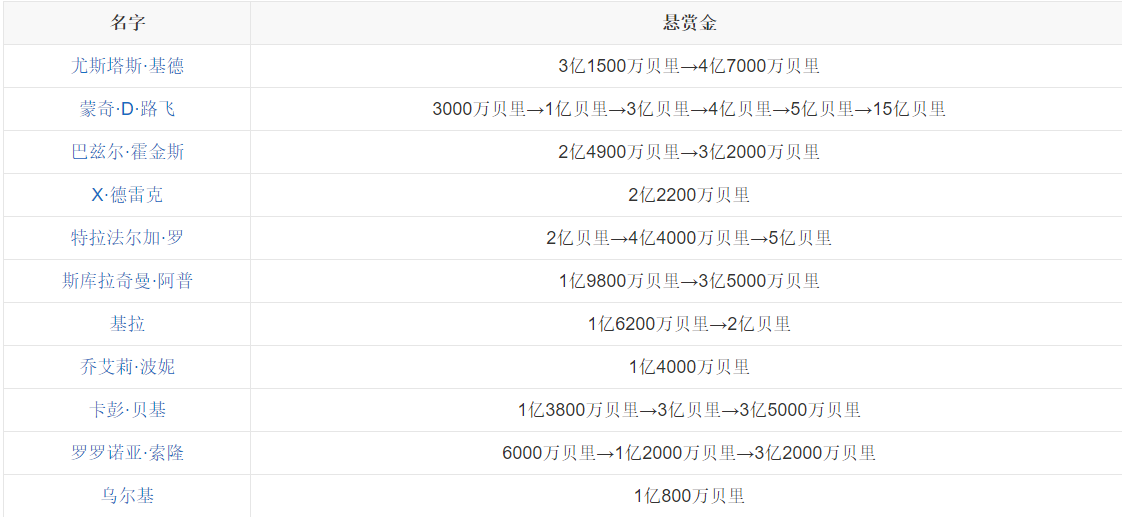 名字 悬赏金
尤斯塔斯·基德 3亿1500万贝里→4亿7000万贝里
蒙奇·D·路飞 3000万贝里→1亿贝里→3亿贝里→4亿贝里→5亿贝里→15亿贝里
巴兹尔·霍金斯 2亿4900万贝里→3亿2000万贝里
X·德雷克 2亿2200万贝里
特拉法尔加·罗 2亿贝里→4亿4000万贝里→5亿贝里
斯库拉奇曼·阿普 1亿9800万贝里→3亿5000万贝里
基拉 1亿6200万贝里→2亿贝里
乔艾莉·波妮 1亿4000万贝里
卡彭·贝基 1亿3800万贝里→3亿贝里→3亿5000万贝里
罗罗诺亚·索隆 6000万贝里→1亿2000万贝里→3亿2000万贝里
乌尔基 1亿800万贝里